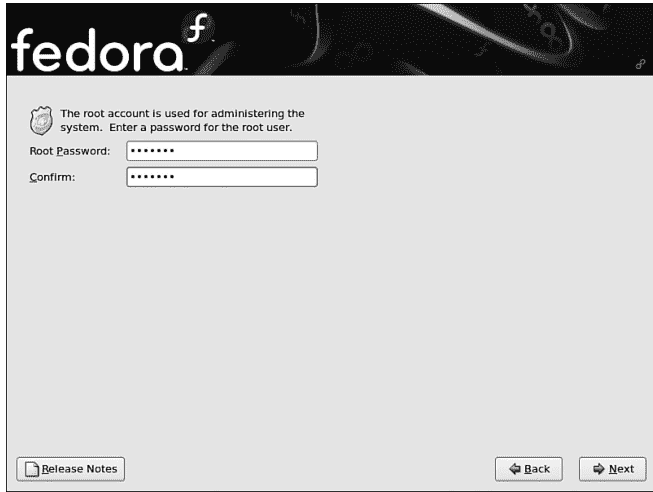 fedora
The root account is used for administering the
system. Enter a password for the root user.
Root Password: •••••••
Confirm: •••••••
Release Notes
Back
Next